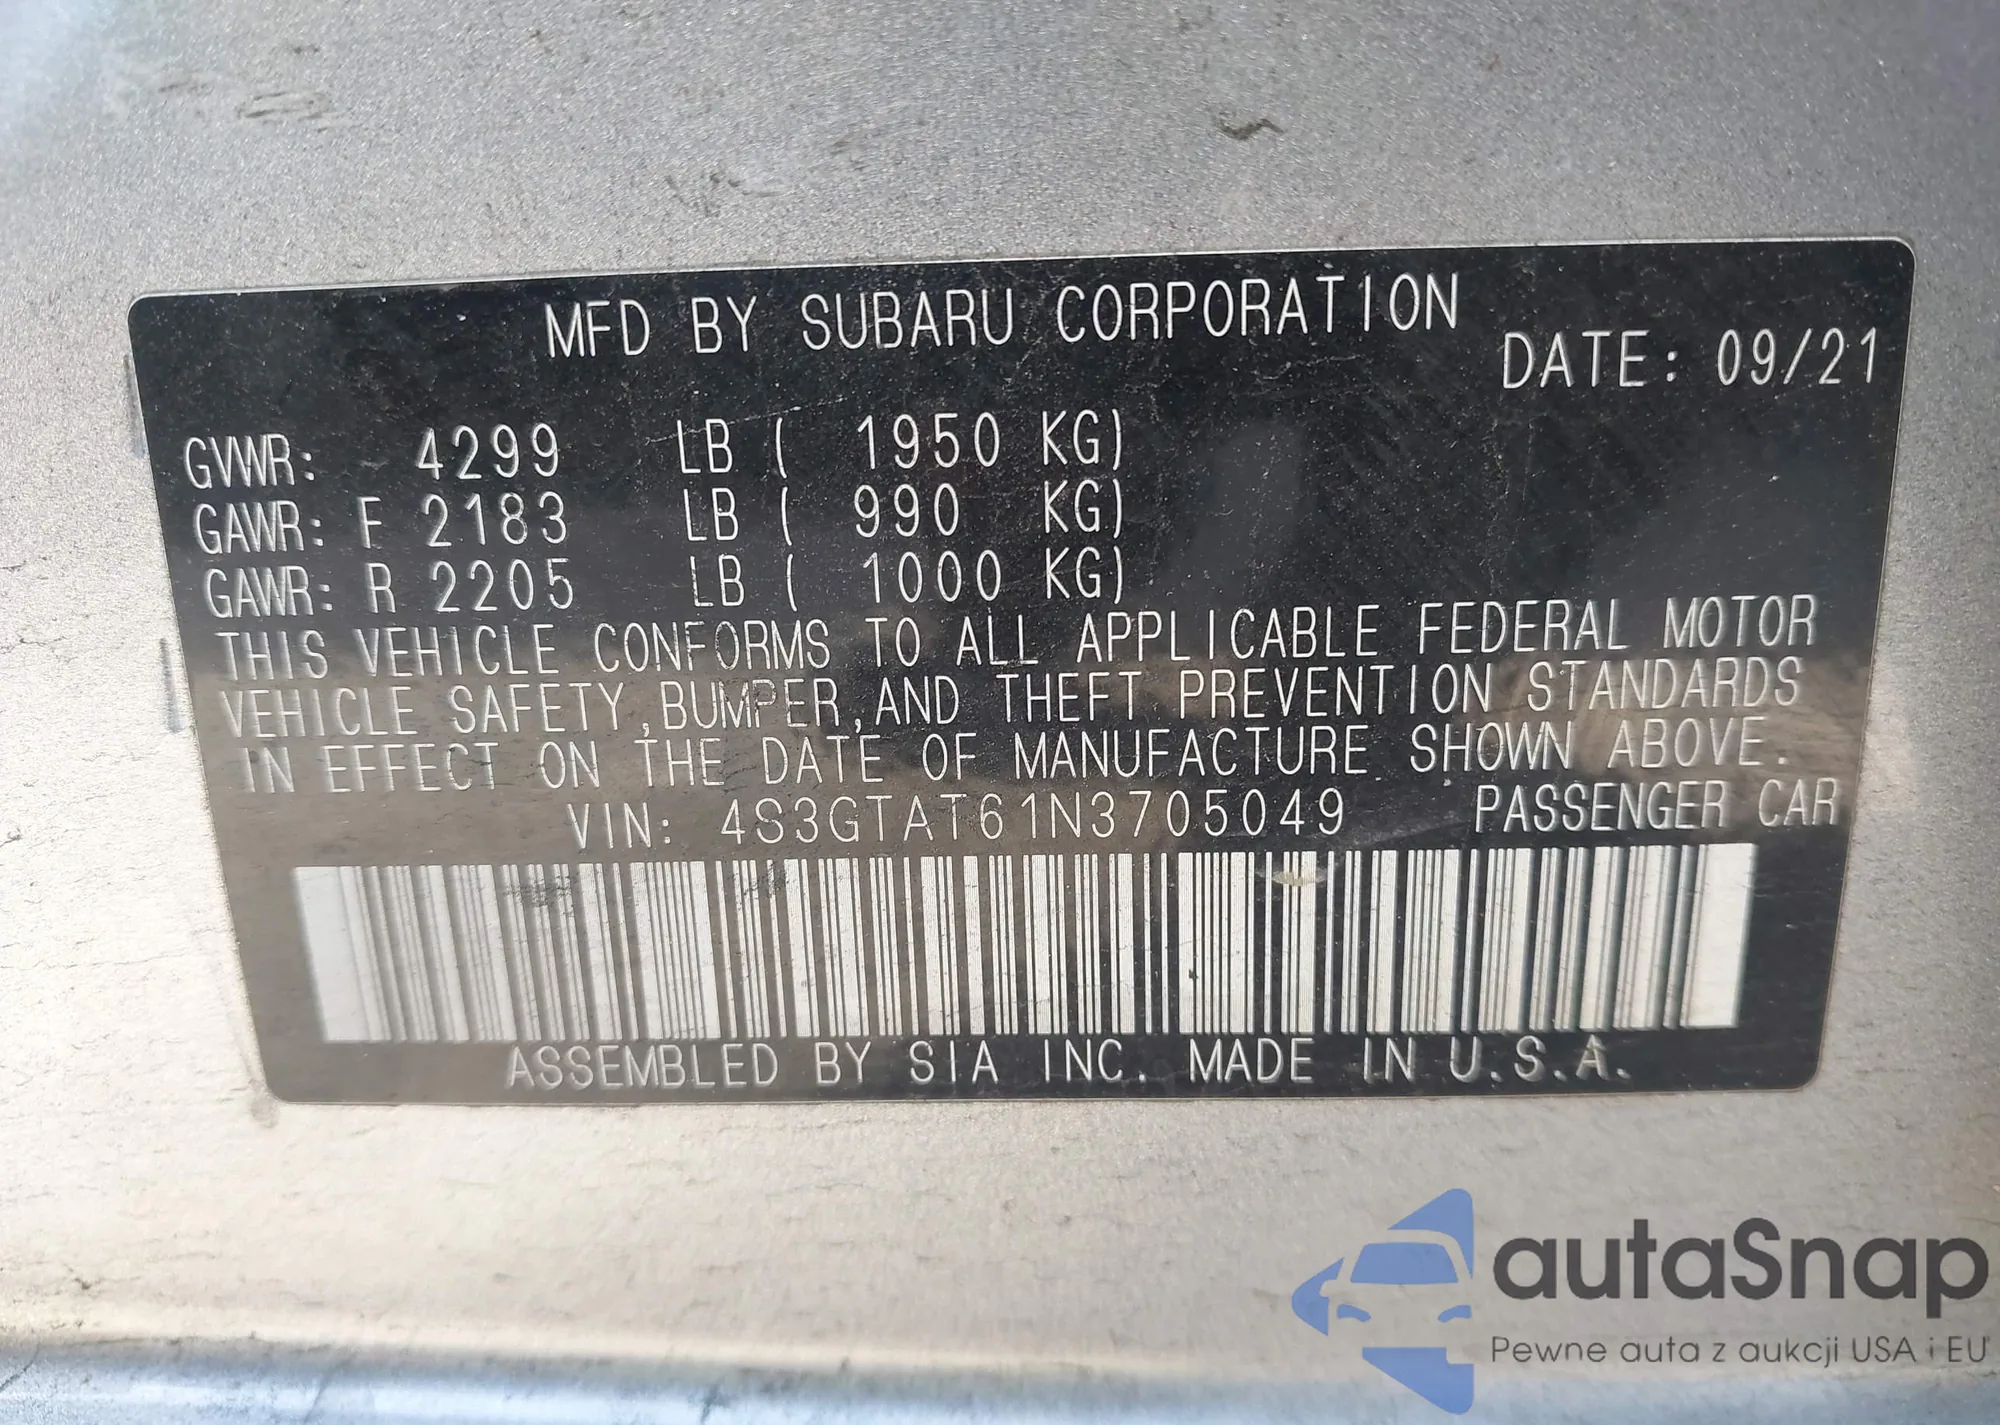 MFD BY SUBARU CORPORATION
DATE: 09/21
GVWR: 4299 LB ( 1950 KG)
GAWR: F 2183 LB ( 990 KG)
GAWR: R 2205 LB ( 1000 KG)
THIS VEHICLE CONFORMS TO ALL APPLICABLE FEDERAL MOTOR
VEHICLE SAFETY,BUMPER,AND THEFT PREVENTION STANDARDS
IN EFFECT ON THE DATE OF MANUFACTURE SHOWN ABOVE.
VIN: 4S3GTAT61N3705049 PASSENGER CAR
ASSEMBLED BY SIA INC. MADE IN U.S.A.
autaSnap
Pewne auta z aukcji USA i EU